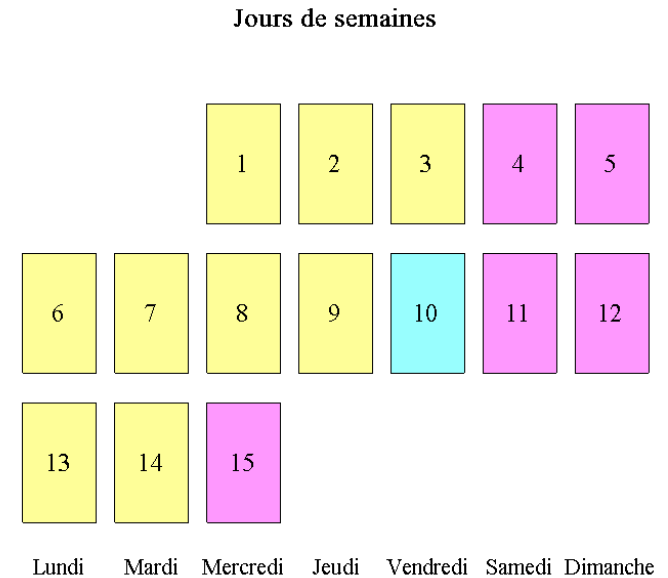 Jours de semaines
1 2 3 4 5
6 7 8 9 10 11 12
13 14 15
Lundi Mardi Mercredi Jeudi Vendredi Samedi Dimanche